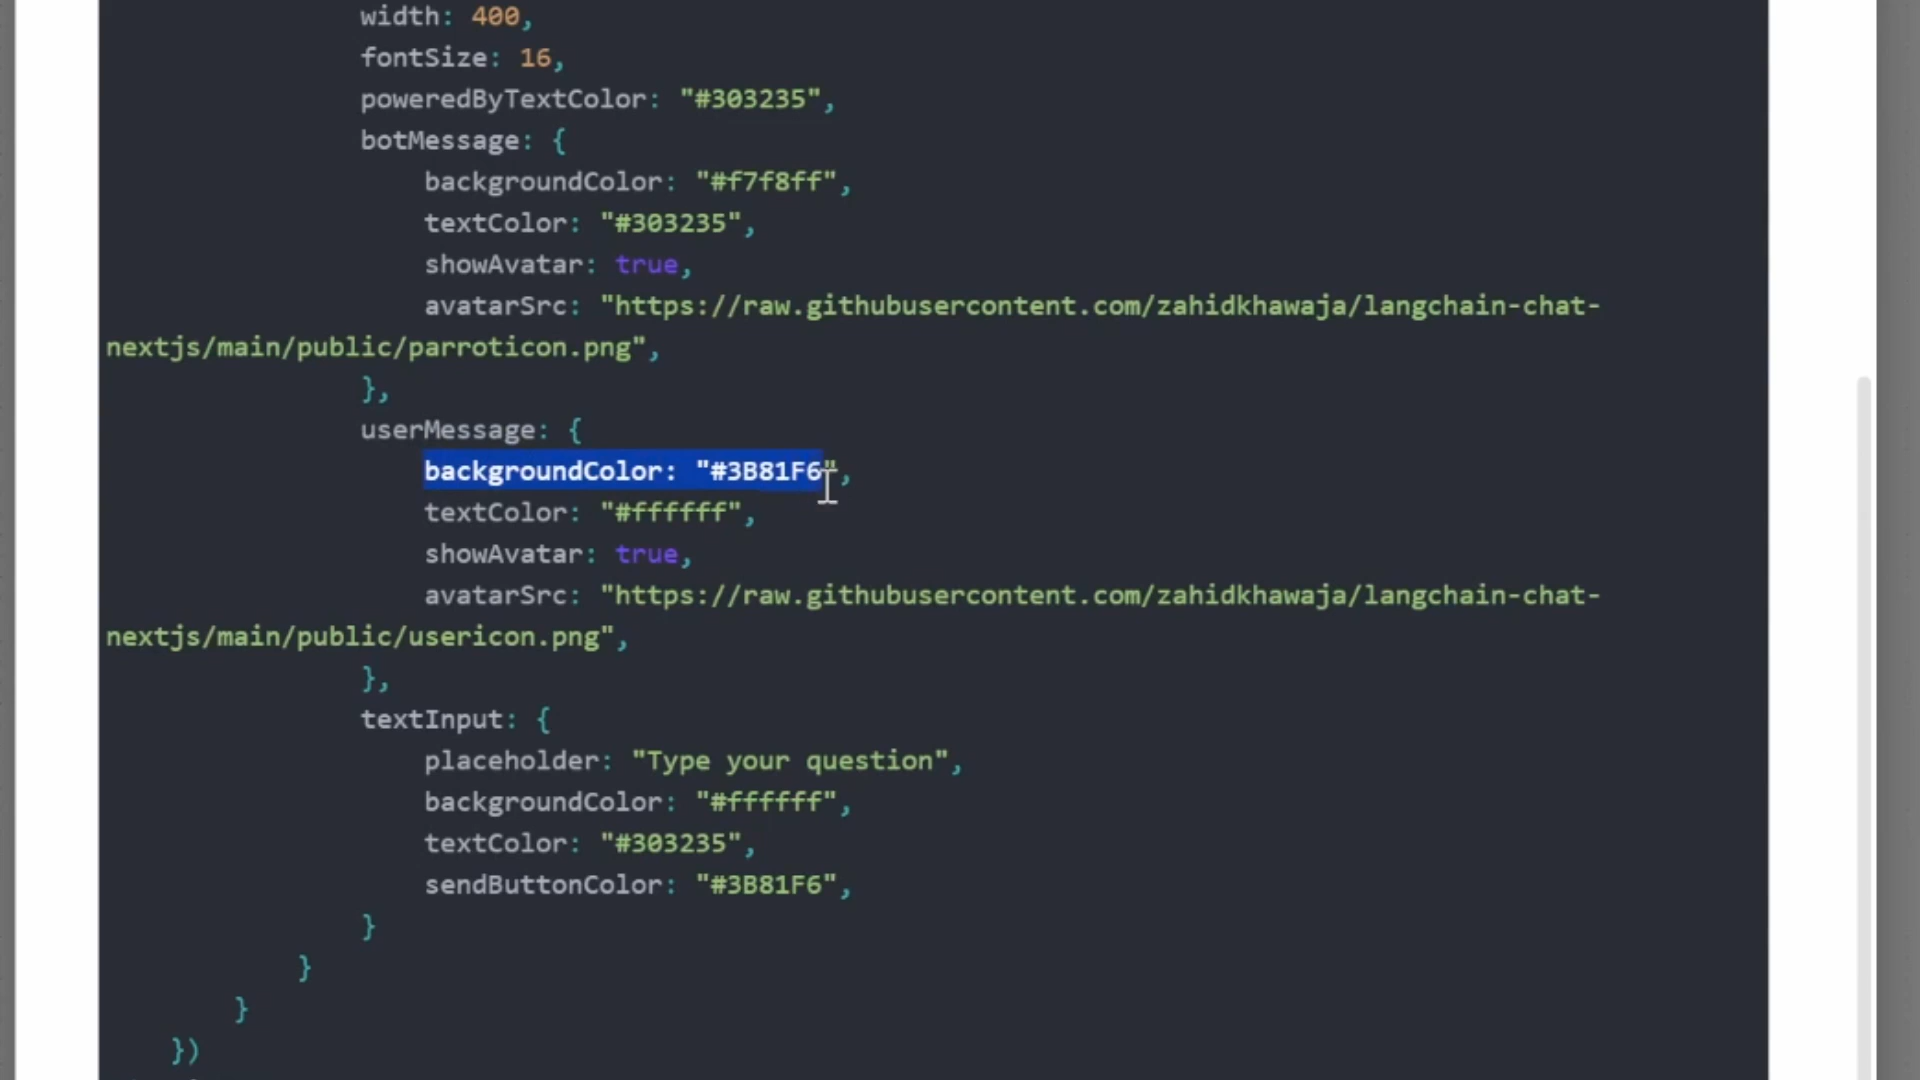 width: 400,
fontSize: 16,
poweredByTextColor: "#303235",
botMessage: {
backgroundColor: "#f7f8ff",
textColor: "#303235",
showAvatar: true,
avatarSrc: "https://raw.githubusercontent.com/zahidkhawaja/langchain-chat-
nextjs/main/public/parroticon.png",
},
userMessage: {
backgroundColor: "#3B81F6",
textColor: "#ffffff",
showAvatar: true,
avatarSrc: "https://raw.githubusercontent.com/zahidkhawaja/langchain-chat-
nextjs/main/public/usericon.png",
},
textInput: {
placeholder: "Type your question",
backgroundColor: "#ffffff",
textColor: "#303235",
sendButtonColor: "#3B81F6",
}
}
}
})